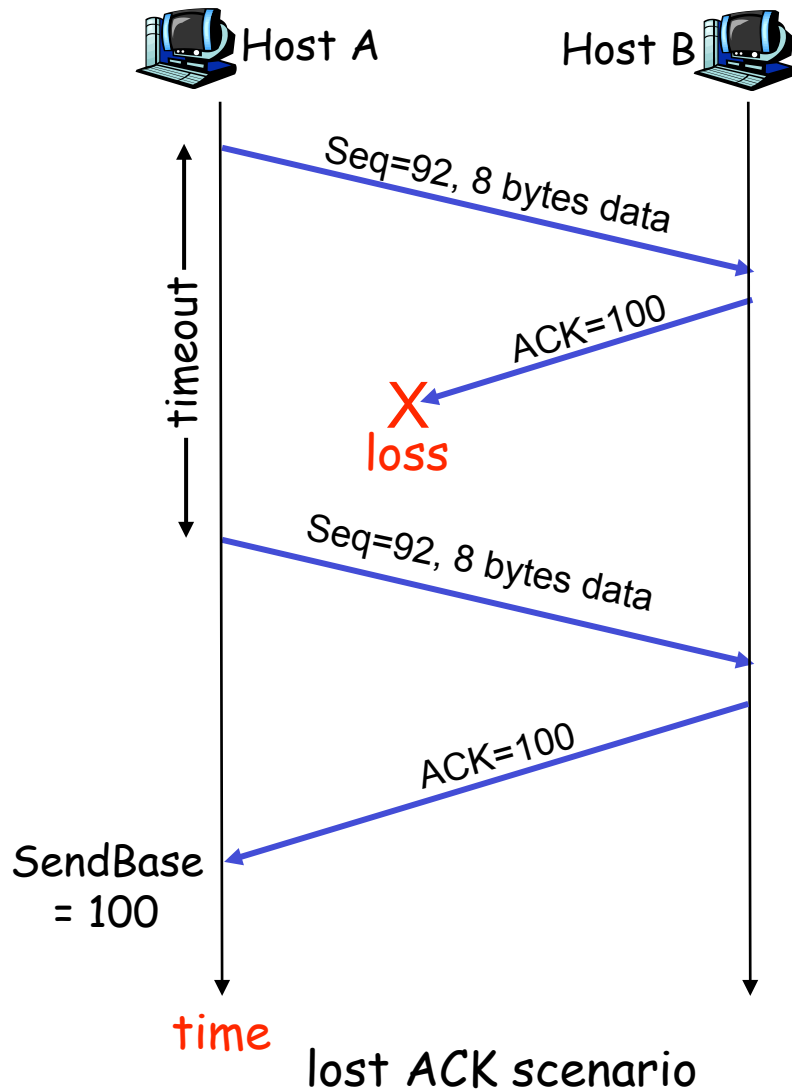 Host A
Host B
Seq=92, 8 bytes data
timeout
ACK=100
X
loss
Seq=92, 8 bytes data
ACK=100
SendBase
= 100
time
lost ACK scenario